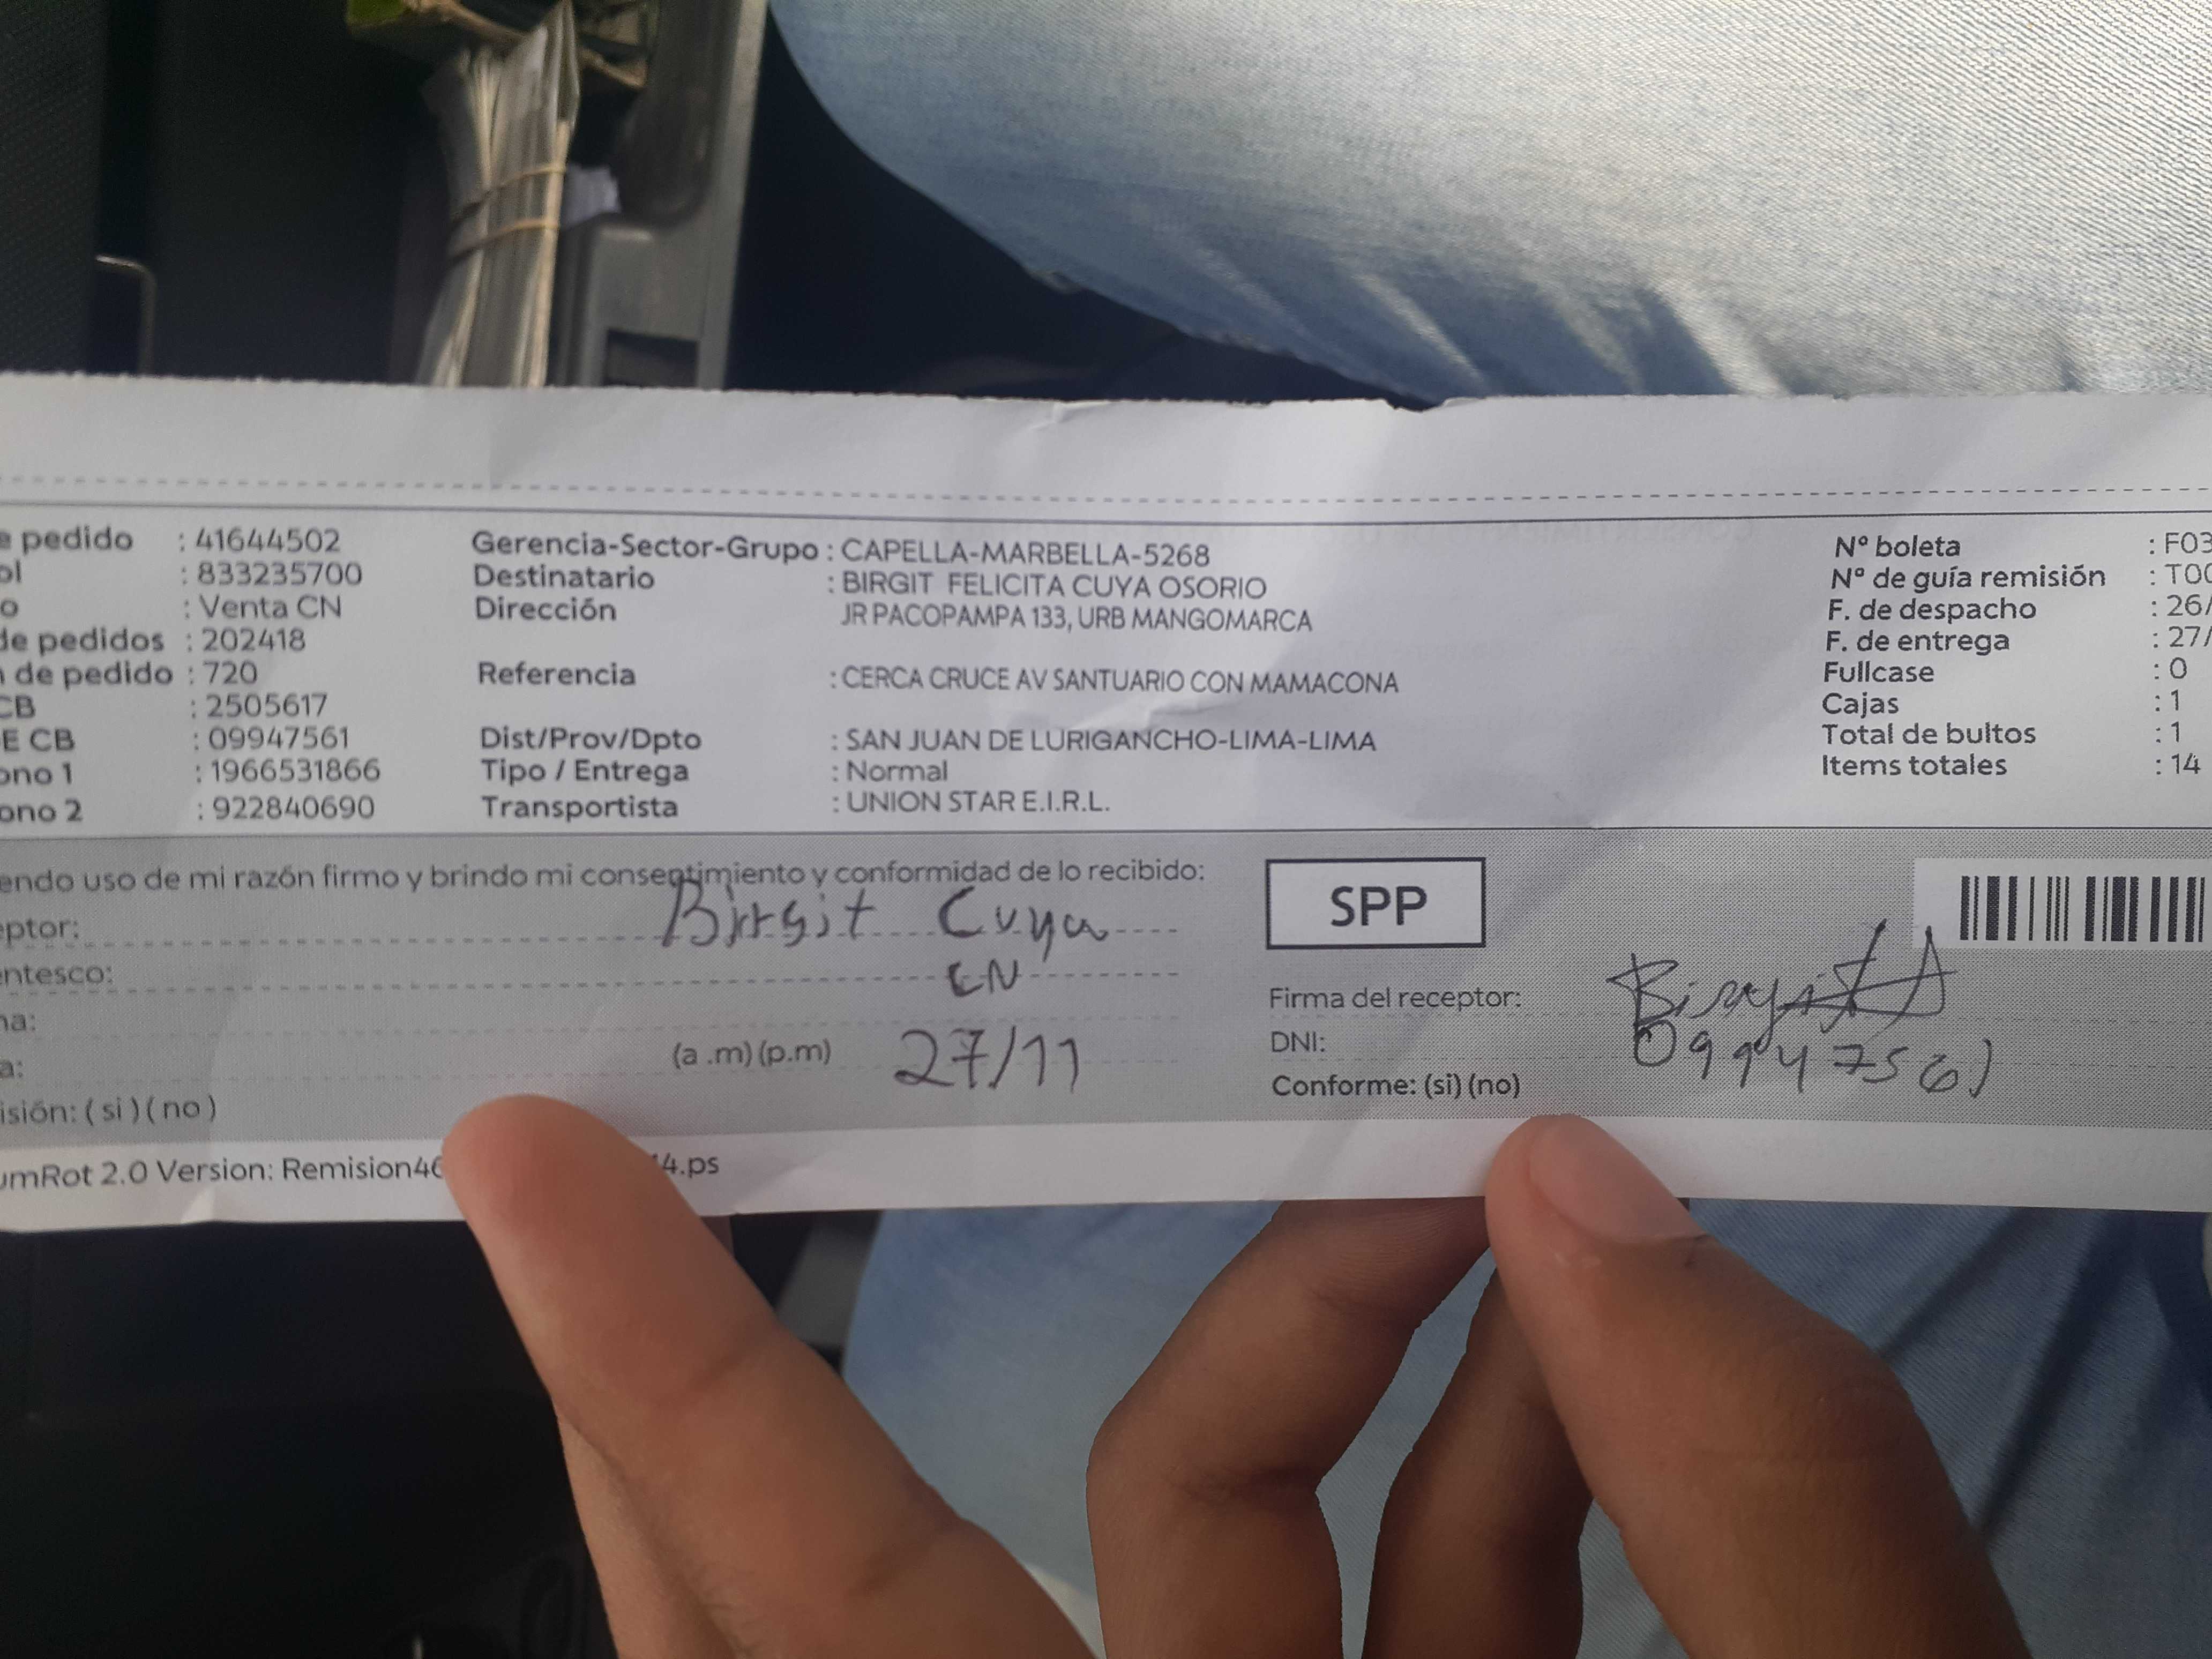 e pedido : 41644502
ol : 833235700
o : Venta CN
de pedidos : 202418
n de pedido : 720
CB : 2505617
E CB : 09947561
ono 1 : 1966531866
ono 2 : 922840690
Gerencia-Sector-Grupo : CAPELLA-MARBELLA-5268
Destinatario : BIRGIT FELICITA CUYA OSORIO
Dirección JR PACOPAMPA 133, URB MANGOMARCA
Referencia : CERCA CRUCE AV SANTUARIO CON MAMACONA
Dist/Prov/Dpto : SAN JUAN DE LURIGANCHO-LIMA-LIMA
Tipo / Entrega : Normal
Transportista : UNION STAR E.I.R.L.
Nº boleta : F03
Nº de guía remisión : T00
F. de despacho : 26/
F. de entrega : 27/
Fullcase : 0
Cajas : 1
Total de bultos : 1
Items totales : 14
endo uso de mi razón firmo y brindo mi consentimiento y conformidad de lo recibido:
eptor: Birgit Cuya
entesco: CN
na:
a: (a .m) (p.m) 27/11
isión: ( si ) ( no )
SPP
Firma del receptor: Birgit
DNI: 09947561
Conforme: (si) (no)
umRot 2.0 Version: Remision46 4.ps